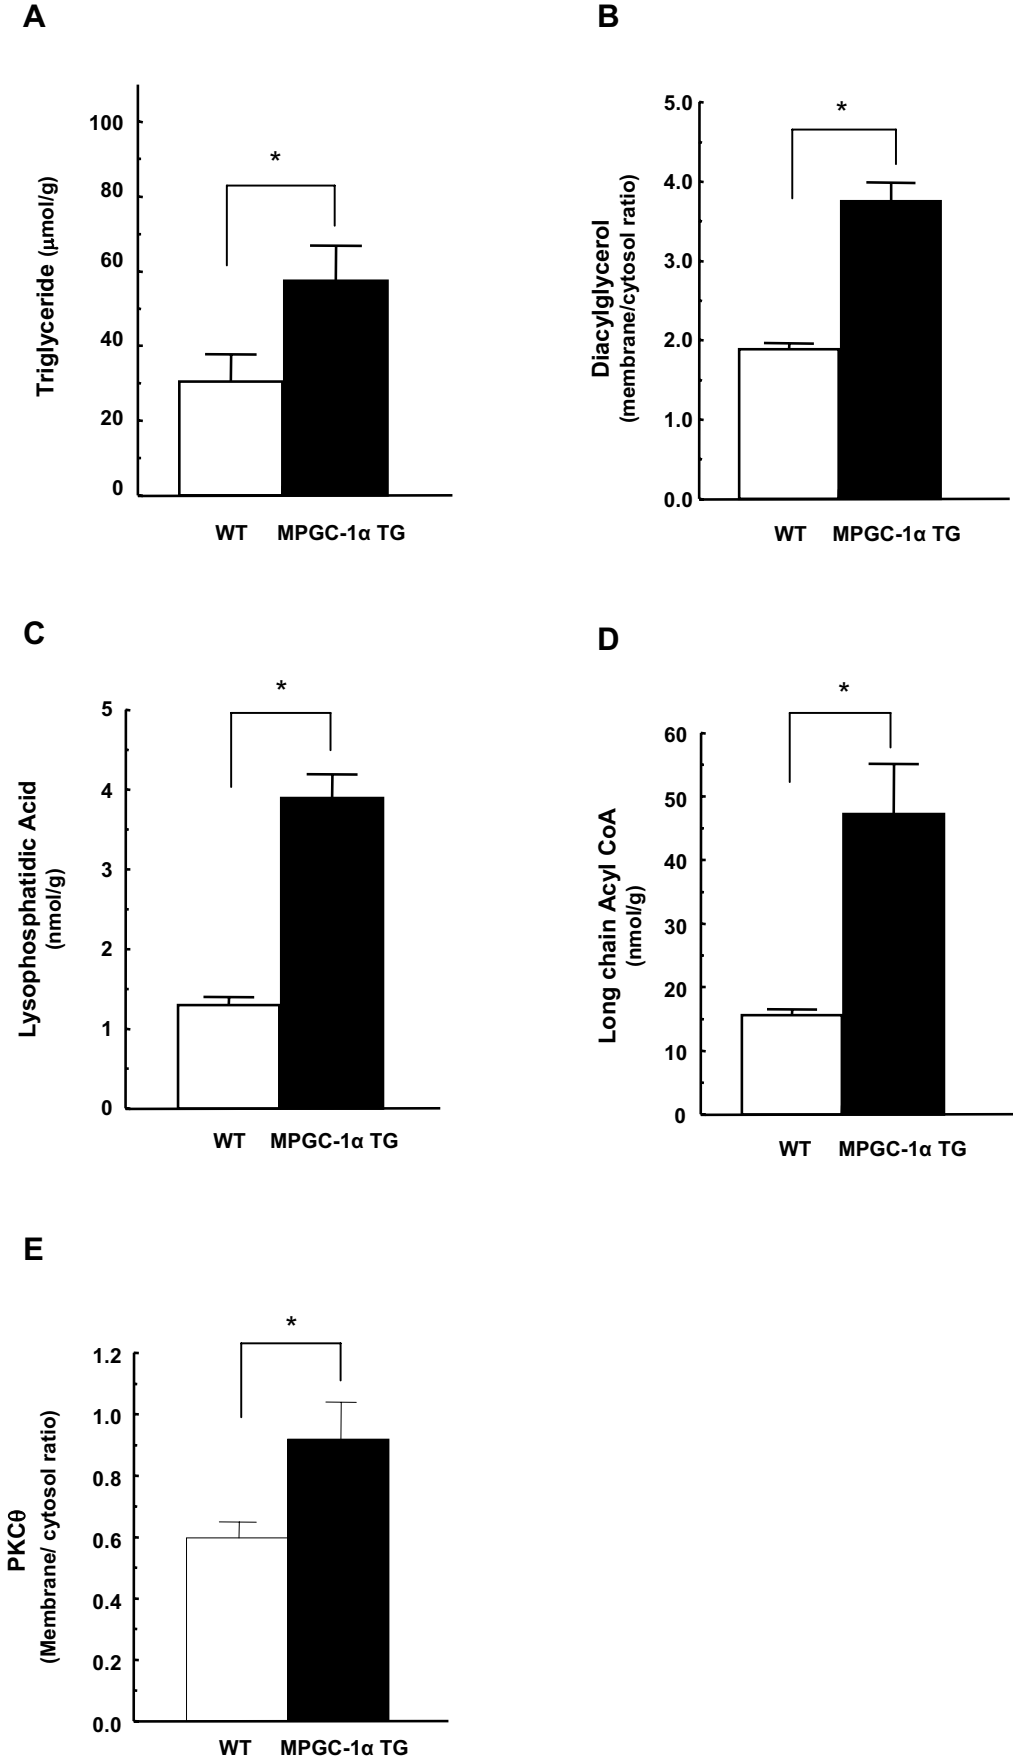 A
Triglyceride (μmol/g)
100
80
60
40
20
0
*
WT MPGC-1α TG
B
Diacylglycerol
(membrane/cytosol ratio)
5.0
4.0
3.0
2.0
1.0
0.0
*
WT MPGC-1α TG
C
Lysophosphatidic Acid
(nmol/g)
5
4
3
2
1
0
*
WT MPGC-1α TG
D
Long chain Acyl CoA
(nmol/g)
60
50
40
30
20
10
0
*
WT MPGC-1α TG
E
PKCθ
(Membrane/ cytosol ratio)
1.2
1.0
0.8
0.6
0.4
0.2
0.0
*
WT MPGC-1α TG